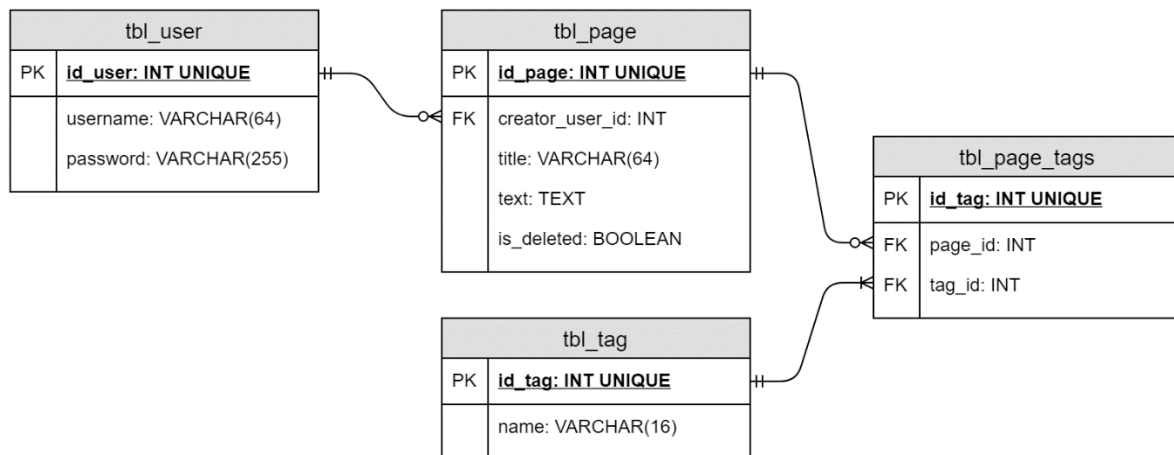 tbl_user
PK id_user: INT UNIQUE
username: VARCHAR(64)
password: VARCHAR(255)
tbl_page
PK id_page: INT UNIQUE
FK creator_user_id: INT
title: VARCHAR(64)
text: TEXT
is_deleted: BOOLEAN
tbl_page_tags
PK id_tag: INT UNIQUE
FK page_id: INT
FK tag_id: INT
tbl_tag
PK id_tag: INT UNIQUE
name: VARCHAR(16)